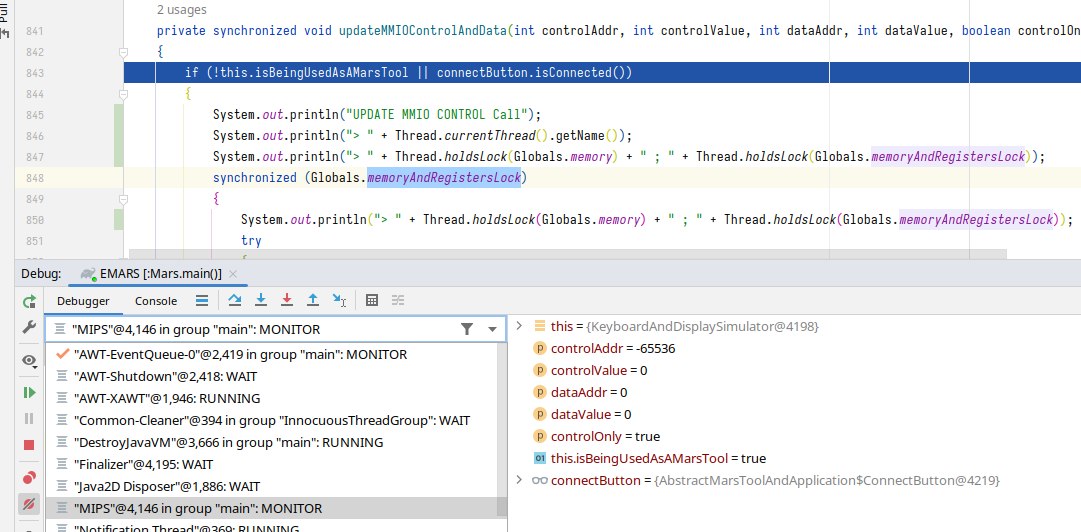 Pull
2 usages
841 private synchronized void updateMMIOControlAndData(int controlAddr, int controlValue, int dataAddr, int dataValue, boolean controlOn
842 {
843 if (!this.isBeingUsedAsAMarsTool || connectButton.isConnected())
844 {
845 System.out.println("UPDATE MMIO CONTROL Call");
846 System.out.println("> " + Thread.currentThread().getName());
847 System.out.println("> " + Thread.holdsLock(Globals.memory) + " ; " + Thread.holdsLock(Globals.memoryAndRegistersLock));
848 synchronized (Globals.memoryAndRegistersLock)
849 {
850 System.out.println("> " + Thread.holdsLock(Globals.memory) + " ; " + Thread.holdsLock(Globals.memoryAndRegistersLock));
851 try
Debug: EMARS [:Mars.main()]
Debugger Console
"MIPS"@4,146 in group "main": MONITOR
"AWT-EventQueue-0"@2,419 in group "main": MONITOR
"AWT-Shutdown"@2,418: WAIT
"AWT-XAWT"@1,946: RUNNING
"Common-Cleaner"@394 in group "InnocuousThreadGroup": WAIT
"DestroyJavaVM"@3,666 in group "main": RUNNING
"Finalizer"@4,195: WAIT
"Java2D Disposer"@1,886: WAIT
"MIPS"@4,146 in group "main": MONITOR
"Notification Thread"@369: RUNNING
this = {KeyboardAndDisplaySimulator@4198}
controlAddr = -65536
controlValue = 0
dataAddr = 0
dataValue = 0
controlOnly = true
this.isBeingUsedAsAMarsTool = true
connectButton = {AbstractMarsToolAndApplication$ConnectButton@4219}